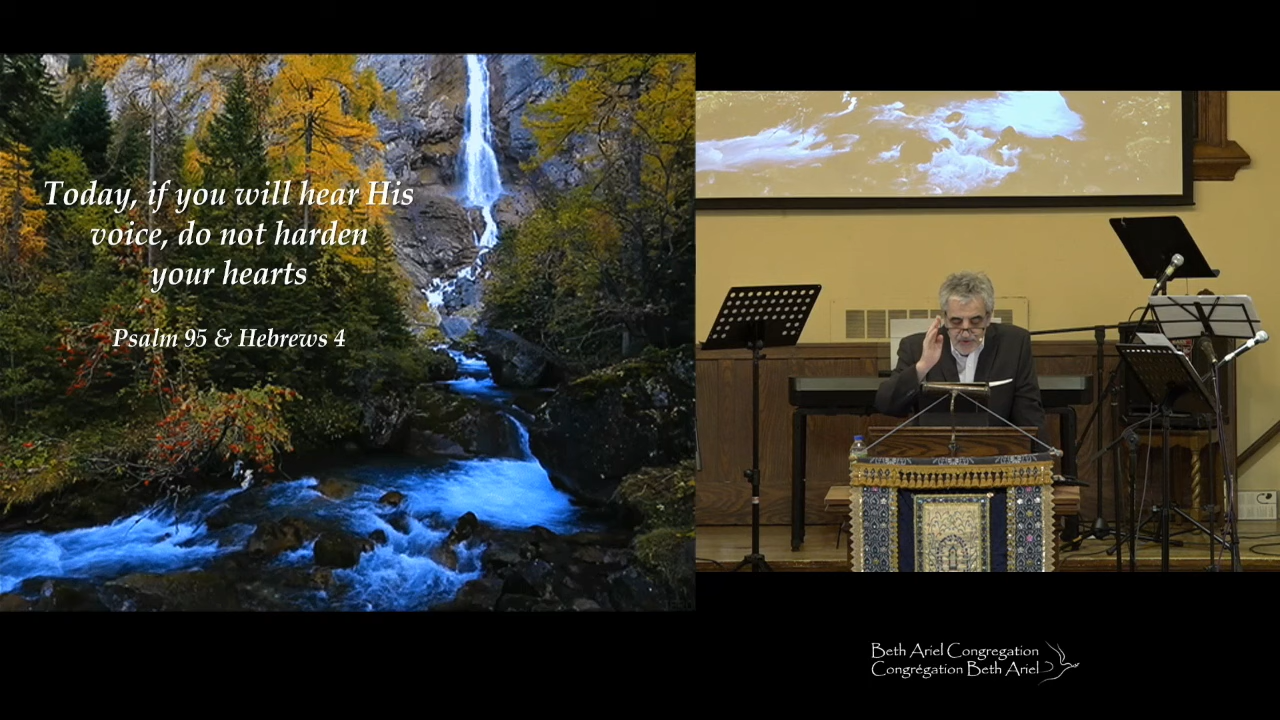 Today, if you will hear His
voice, do not harden
your hearts
Psalm 95 & Hebrews 4
Beth Ariel Congregation
Congrégation Beth Ariel